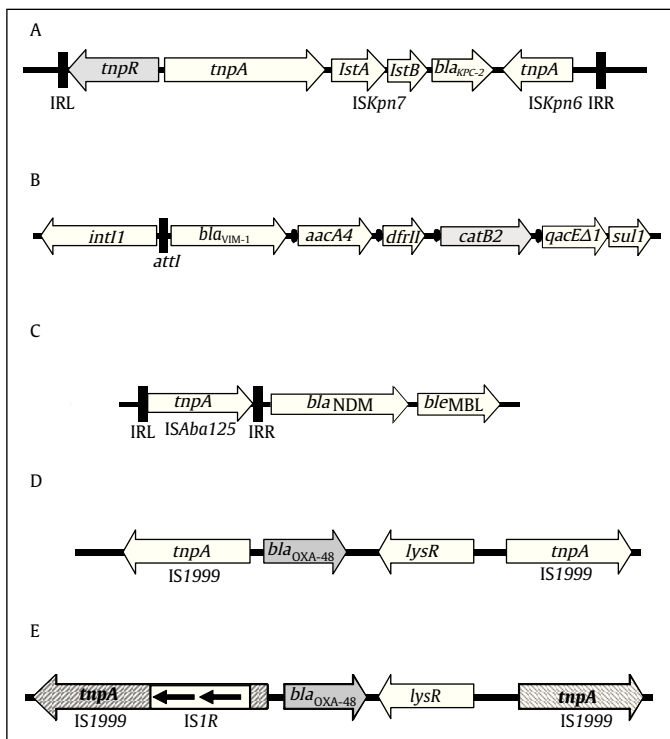 A
tnpR tnpA IstA IstB blaKPC-2 tnpA
IRL ISKpn7 ISKpn6 IRR
B
intI1 blaVIM-1 aacA4 dfrII catB2 qacEΔ1 sul1
attI
C
tnpA bla NDM bleMBL
IRL ISAba125 IRR
D
tnpA blaOXA-48 lysR tnpA
IS1999 IS1999
E
tnpA blaOXA-48 lysR tnpA
IS1999 IS1R IS1999